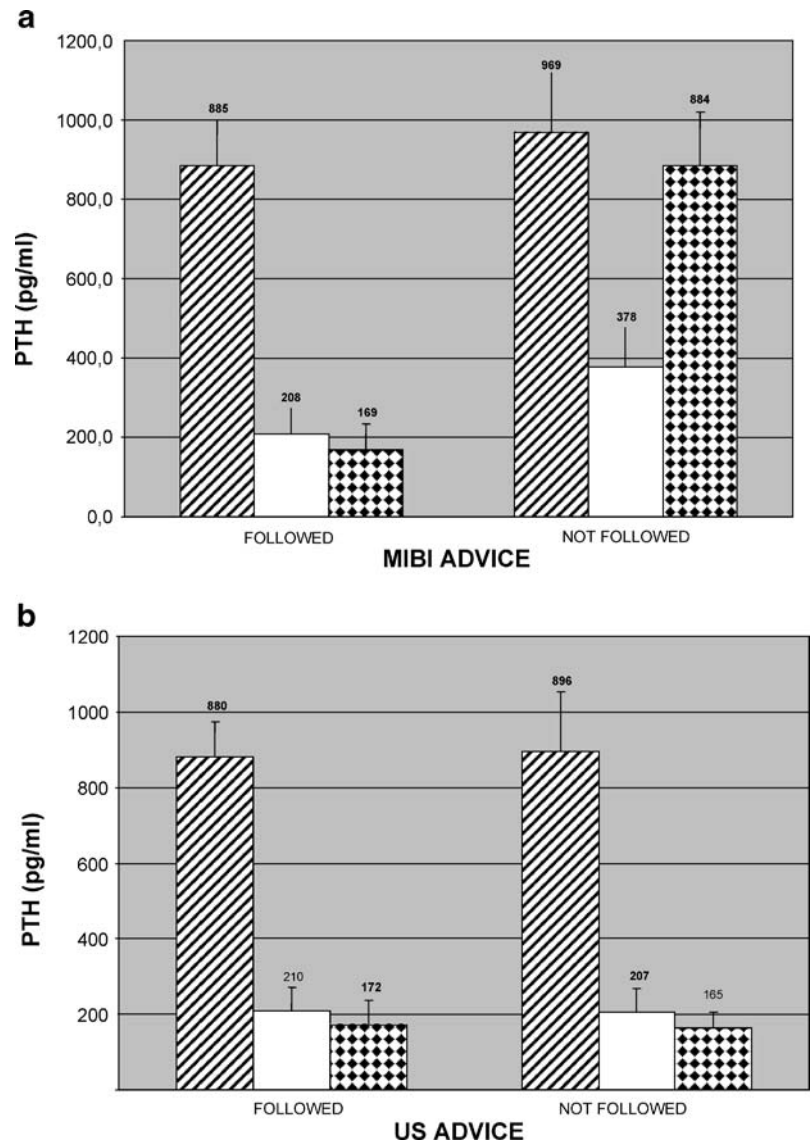 a
1200,0
1000,0
800,0
600,0
400,0
200,0
0,0
PTH (pg/ml)
885
208
169
969
378
884
FOLLOWED
NOT FOLLOWED
MIBI ADVICE
b
1200
1000
800
600
400
200
PTH (pg/ml)
880
210
172
896
207
165
FOLLOWED
NOT FOLLOWED
US ADVICE